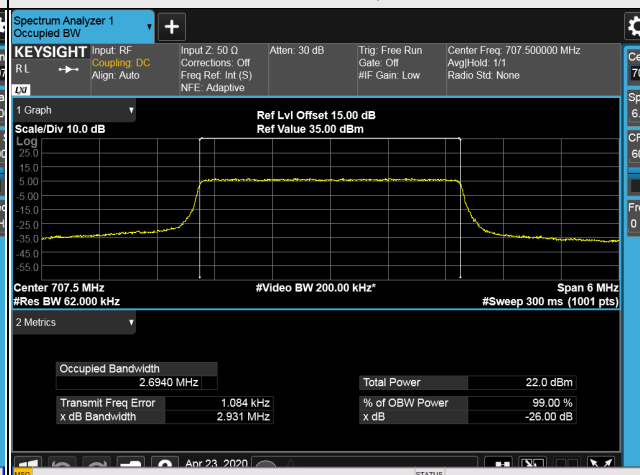 Spectrum Analyzer 1
Occupied BW
KEYSIGHT Input: RF Input Z: 50 Ω Atten: 30 dB Trig: Free Run Center Freq: 707.500000 MHz
RL Coupling: DC Corrections: Off Gate: Off Avg|Hold: 1/1
Align: Auto Freq Ref: Int (S) #IF Gain: Low Radio Std: None
LXI NFE: Adaptive
1 Graph Ref Lvl Offset 15.00 dB
Scale/Div 10.0 dB Ref Value 35.00 dBm
Log
25.0
15.0
5.00
-5.00
-15.0
-25.0
-35.0
-45.0
-55.0
Center 707.5 MHz #Video BW 200.00 kHz* Span 6 MHz
#Res BW 62.000 kHz #Sweep 300 ms (1001 pts)
2 Metrics
Occupied Bandwidth
2.6940 MHz Total Power 22.0 dBm
Transmit Freq Error 1.084 kHz % of OBW Power 99.00 %
x dB Bandwidth 2.931 MHz x dB -26.00 dB
Apr 23, 2020
MSG STATUS